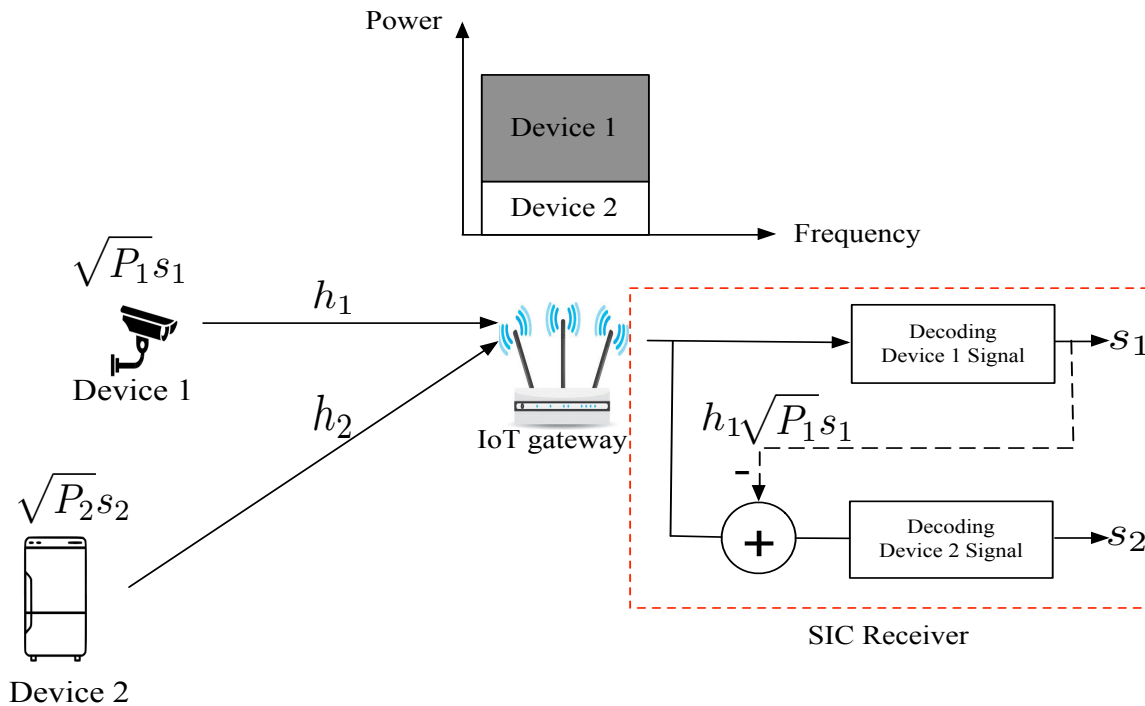 Power
Device 1
Device 2
Frequency
√P₁s₁
h₁
Device 1
h₂
IoT gateway
√P₂s₂
Device 2
Decoding
Device 1 Signal
s₁
h₁√P₁s₁
-
+
Decoding
Device 2 Signal
s₂
SIC Receiver